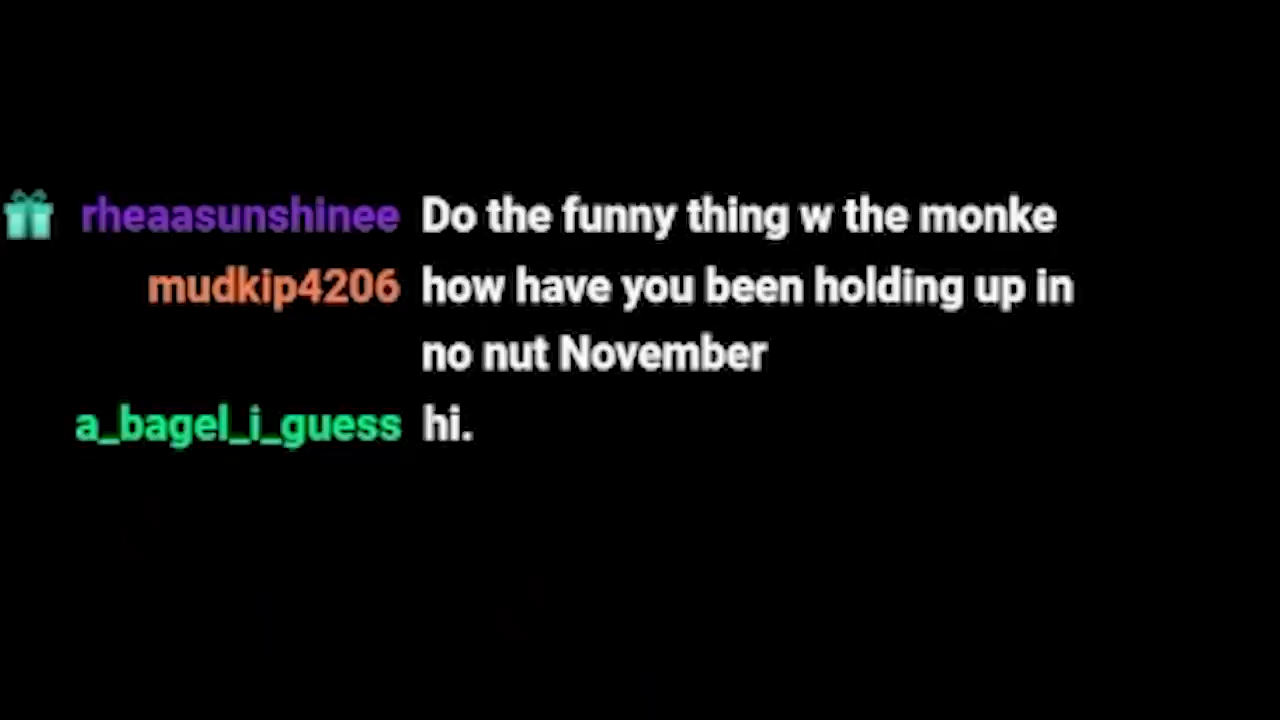 rheaasunshinee Do the funny thing w the monke
mudkip4206 how have you been holding up in
no nut November
a_bagel_i_guess hi.